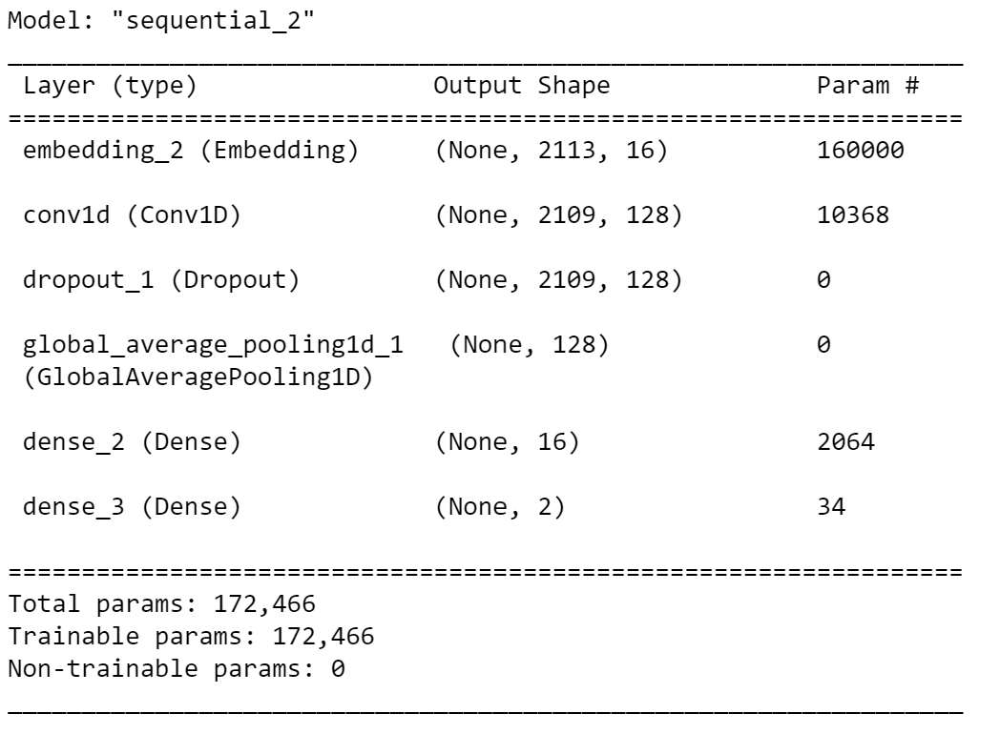 Model: "sequential_2"
_________________________________________________________________
Layer (type) Output Shape Param #
=================================================================
embedding_2 (Embedding) (None, 2113, 16) 160000
conv1d (Conv1D) (None, 2109, 128) 10368
dropout_1 (Dropout) (None, 2109, 128) 0
global_average_pooling1d_1 (None, 128) 0
(GlobalAveragePooling1D)
dense_2 (Dense) (None, 16) 2064
dense_3 (Dense) (None, 2) 34
=================================================================
Total params: 172,466
Trainable params: 172,466
Non-trainable params: 0
_________________________________________________________________